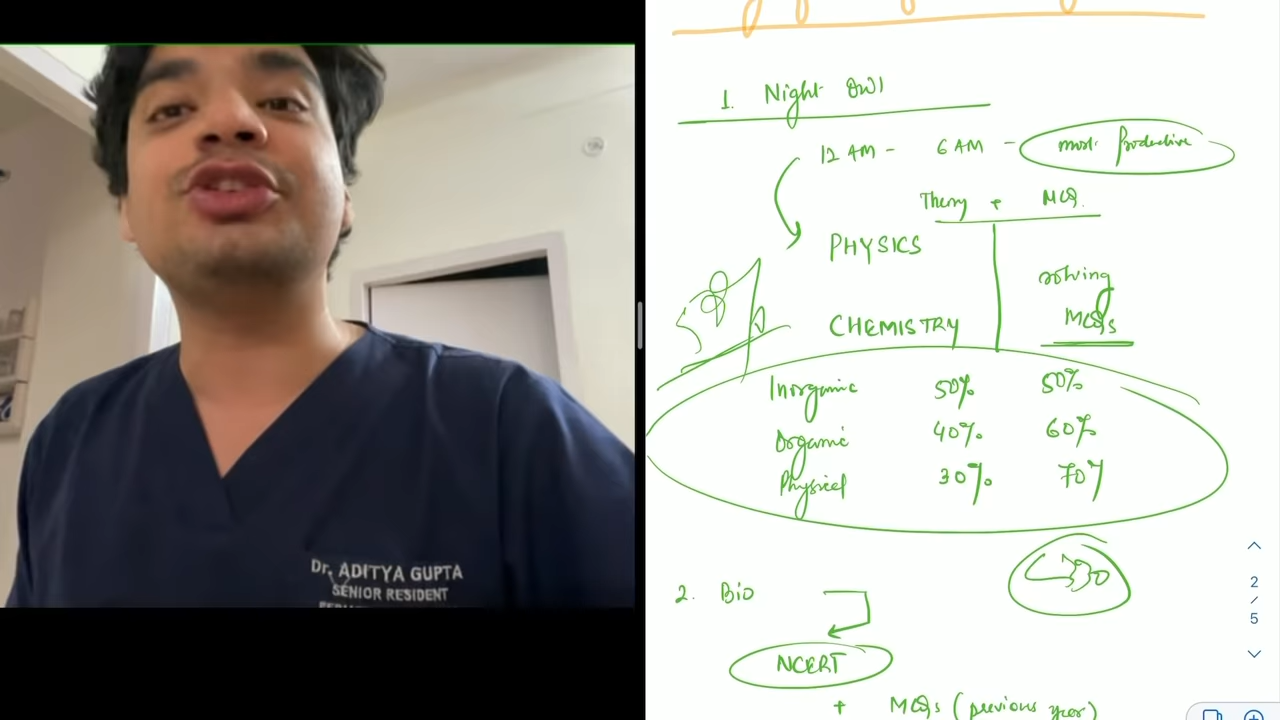 Dr. ADITYA GUPTA
SENIOR RESIDENT
1. Night Owl
12 AM - 6 AM - most productive
Theory + MCQ.
PHYSICS
solving
CHEMISTRY MCQs
Inorganic 50% 50%
Organic 40% 60%
Physical 30% 70%
2. Bio
NCERT
+ MCQs (previous year)
2
/
5